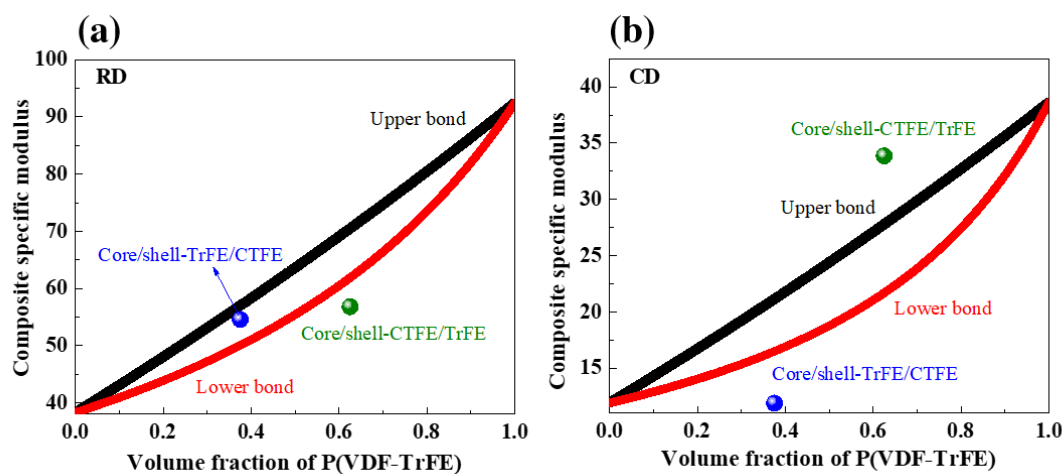 (a)
RD
Upper bond
Core/shell-TrFE/CTFE
Core/shell-CTFE/TrFE
Lower bond
Composite specific modulus
100
90
80
70
60
50
40
0.0 0.2 0.4 0.6 0.8 1.0
Volume fraction of P(VDF-TrFE)
(b)
CD
Core/shell-CTFE/TrFE
Upper bond
Lower bond
Core/shell-TrFE/CTFE
Composite specific modulus
40
35
30
25
20
15
0.0 0.2 0.4 0.6 0.8 1.0
Volume fraction of P(VDF-TrFE)